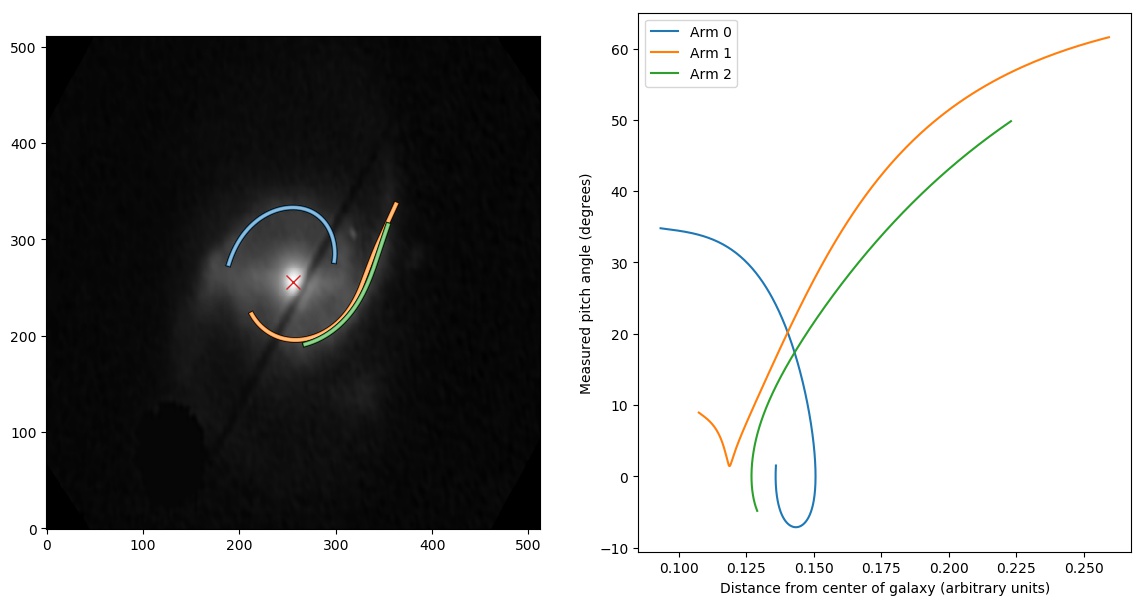 500
400
300
200
100
0
0 100 200 300 400 500
Arm 0
Arm 1
Arm 2
60
50
40
30
20
10
0
−10
Measured pitch angle (degrees)
0.100 0.125 0.150 0.175 0.200 0.225 0.250
Distance from center of galaxy (arbitrary units)